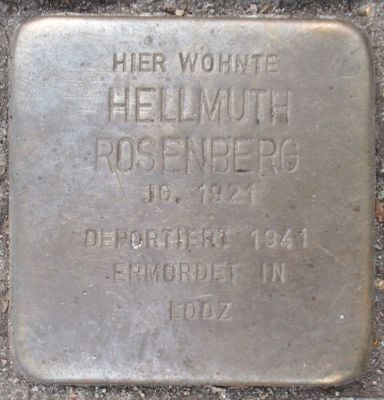 HIER WOHNTE
HELLMUTH
ROSENBERG
JG. 1921
DEPORTIERT 1941
ERMORDET IN
LODZ